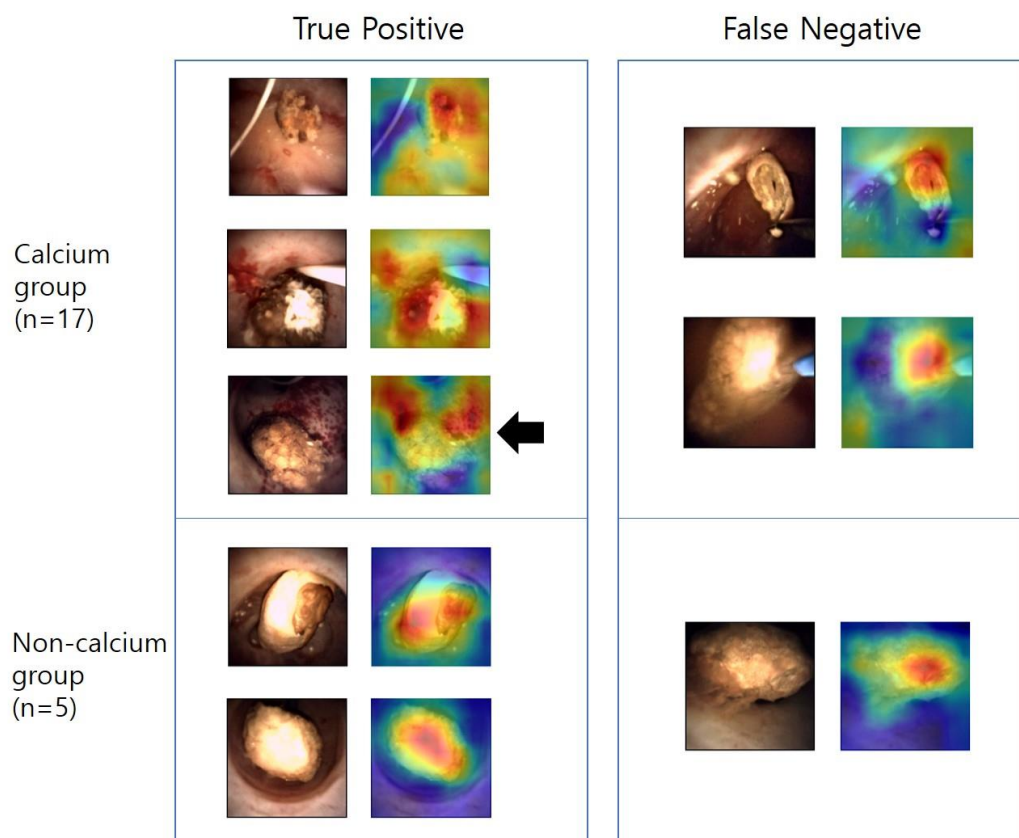 True Positive
False Negative
Calcium
group
(n=17)
Non-calcium
group
(n=5)